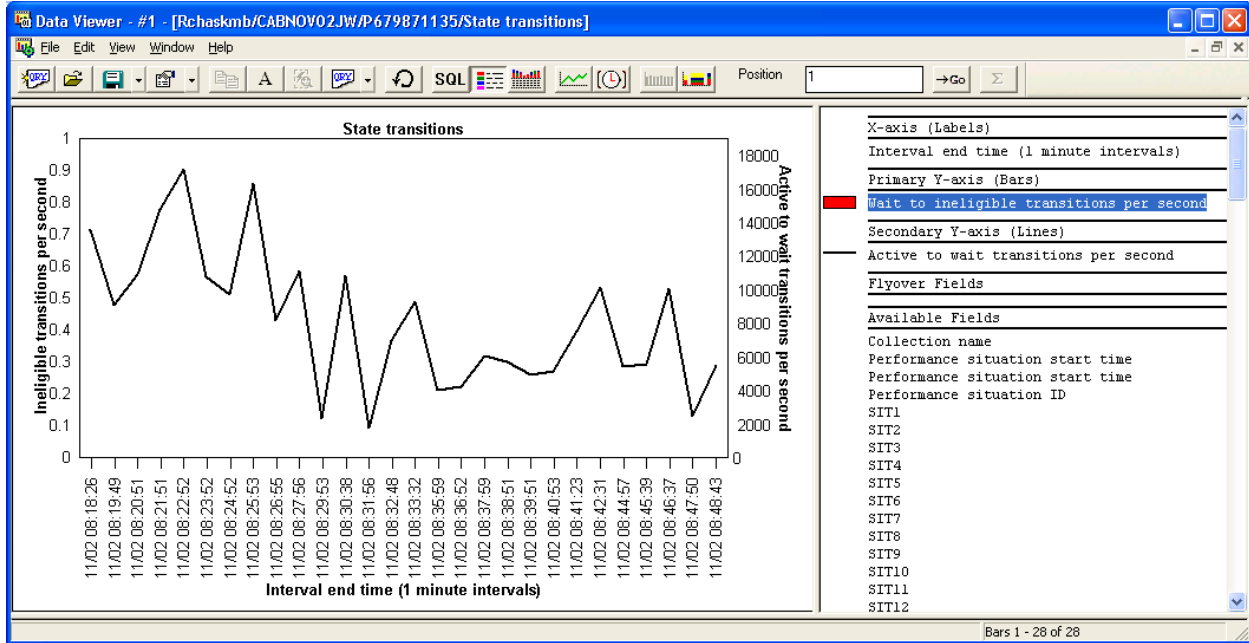 Data Viewer - #1 - [Rchaskmb/CABNOV02JW/P679871135/State transitions]
File Edit View Window Help
QRY A QRY SQL Position 1 →Go Σ
State transitions
Ineligible transitions per second
1
0.9
0.8
0.7
0.6
0.5
0.4
0.3
0.2
0.1
0
18000
16000
14000
12000
10000
8000
6000
4000
2000
0
Active to wait transitions per second
11/02 08:18:26
11/02 08:19:49
11/02 08:20:51
11/02 08:21:51
11/02 08:22:52
11/02 08:23:52
11/02 08:24:52
11/02 08:25:53
11/02 08:26:55
11/02 08:27:56
11/02 08:29:53
11/02 08:30:38
11/02 08:31:56
11/02 08:32:48
11/02 08:33:32
11/02 08:35:59
11/02 08:36:52
11/02 08:37:59
11/02 08:38:51
11/02 08:39:51
11/02 08:40:53
11/02 08:41:23
11/02 08:42:31
11/02 08:44:57
11/02 08:45:39
11/02 08:46:37
11/02 08:47:50
11/02 08:48:43
Interval end time (1 minute intervals)
X-axis (Labels)
Interval end time (1 minute intervals)
Primary Y-axis (Bars)
Wait to ineligible transitions per second
Secondary Y-axis (Lines)
Active to wait transitions per second
Flyover Fields
Available Fields
Collection name
Performance situation start time
Performance situation start time
Performance situation ID
SIT1
SIT2
SIT3
SIT4
SIT5
SIT6
SIT7
SIT8
SIT9
SIT10
SIT11
SIT12
Bars 1 - 28 of 28